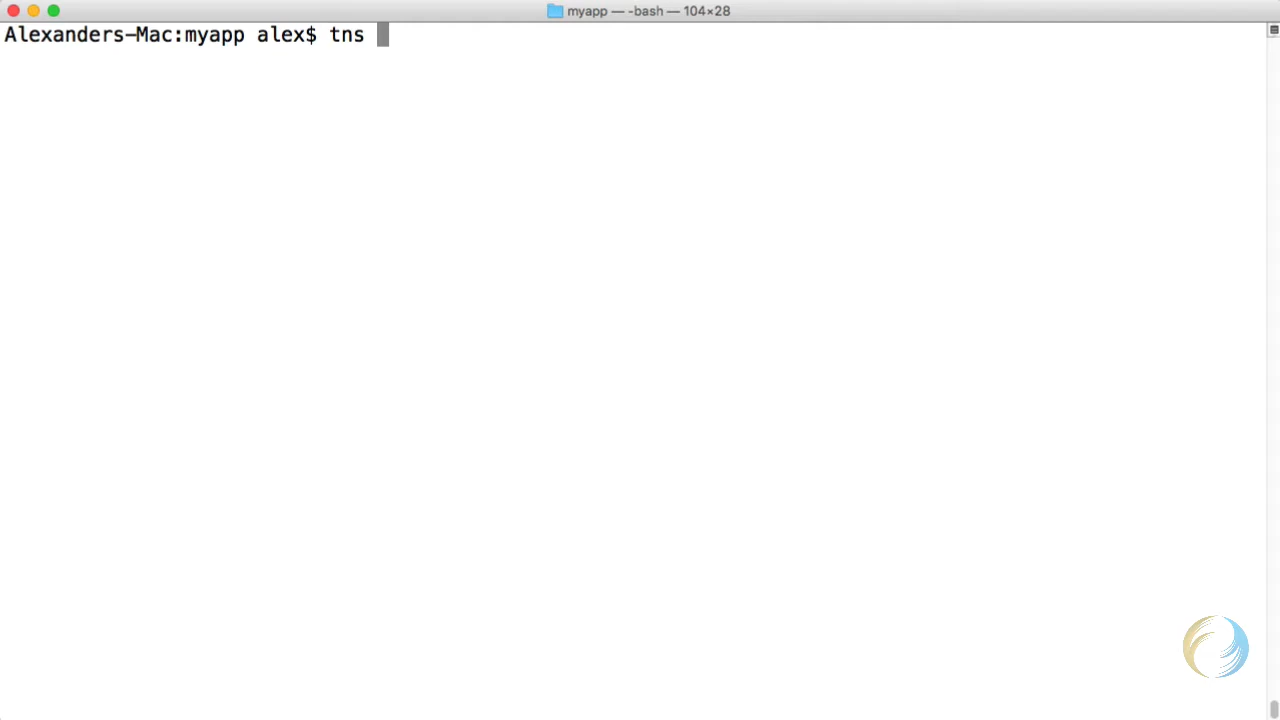 myapp — -bash — 104×28
Alexanders-Mac:myapp alex$ tns